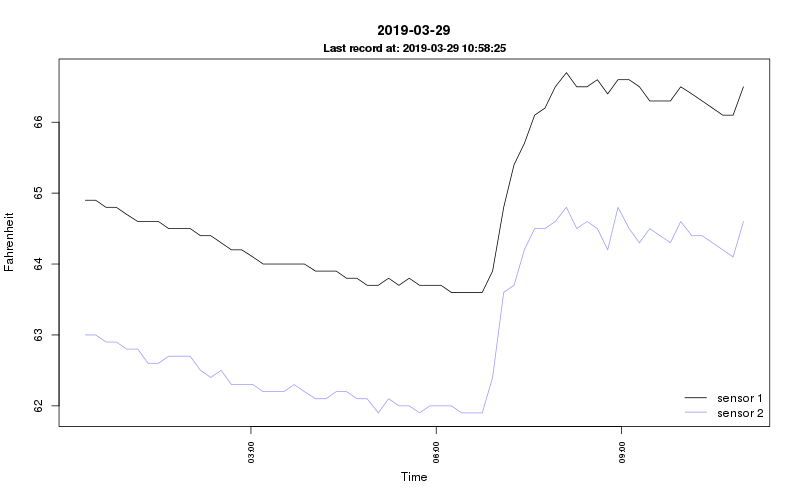 2019-03-29
Last record at: 2019-03-29 10:58:25
Fahrenheit
66
65
64
63
62
03:00
06:00
09:00
Time
sensor 1
sensor 2